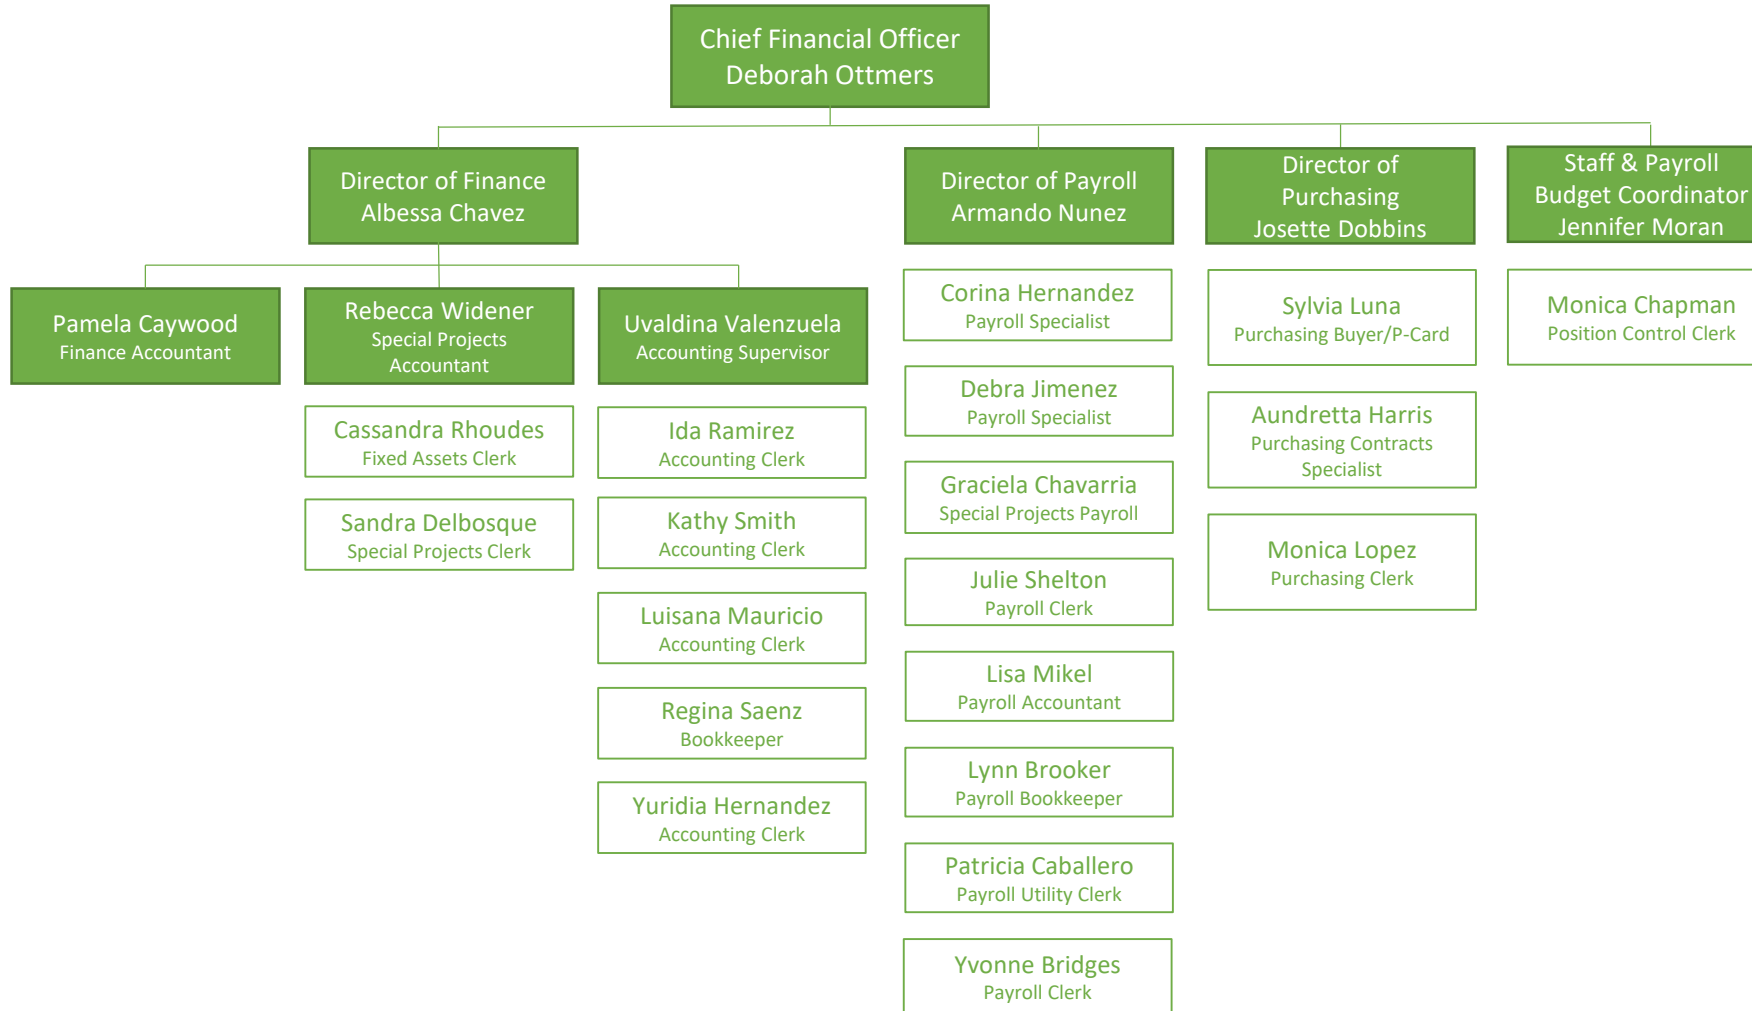 Chief Financial Officer
Deborah Ottmers
Director of Finance
Albessa Chavez
Director of Payroll
Armando Nunez
Director of
Purchasing
Josette Dobbins
Staff & Payroll
Budget Coordinator
Jennifer Moran
Pamela Caywood
Finance Accountant
Rebecca Widener
Special Projects
Accountant
Cassandra Rhoudes
Fixed Assets Clerk
Sandra Delbosque
Special Projects Clerk
Uvaldina Valenzuela
Accounting Supervisor
Ida Ramirez
Accounting Clerk
Kathy Smith
Accounting Clerk
Luisana Mauricio
Accounting Clerk
Regina Saenz
Bookkeeper
Yuridia Hernandez
Accounting Clerk
Corina Hernandez
Payroll Specialist
Debra Jimenez
Payroll Specialist
Graciela Chavarria
Special Projects Payroll
Julie Shelton
Payroll Clerk
Lisa Mikel
Payroll Accountant
Lynn Brooker
Payroll Bookkeeper
Patricia Caballero
Payroll Utility Clerk
Yvonne Bridges
Payroll Clerk
Sylvia Luna
Purchasing Buyer/P-Card
Aundretta Harris
Purchasing Contracts
Specialist
Monica Lopez
Purchasing Clerk
Monica Chapman
Position Control Clerk